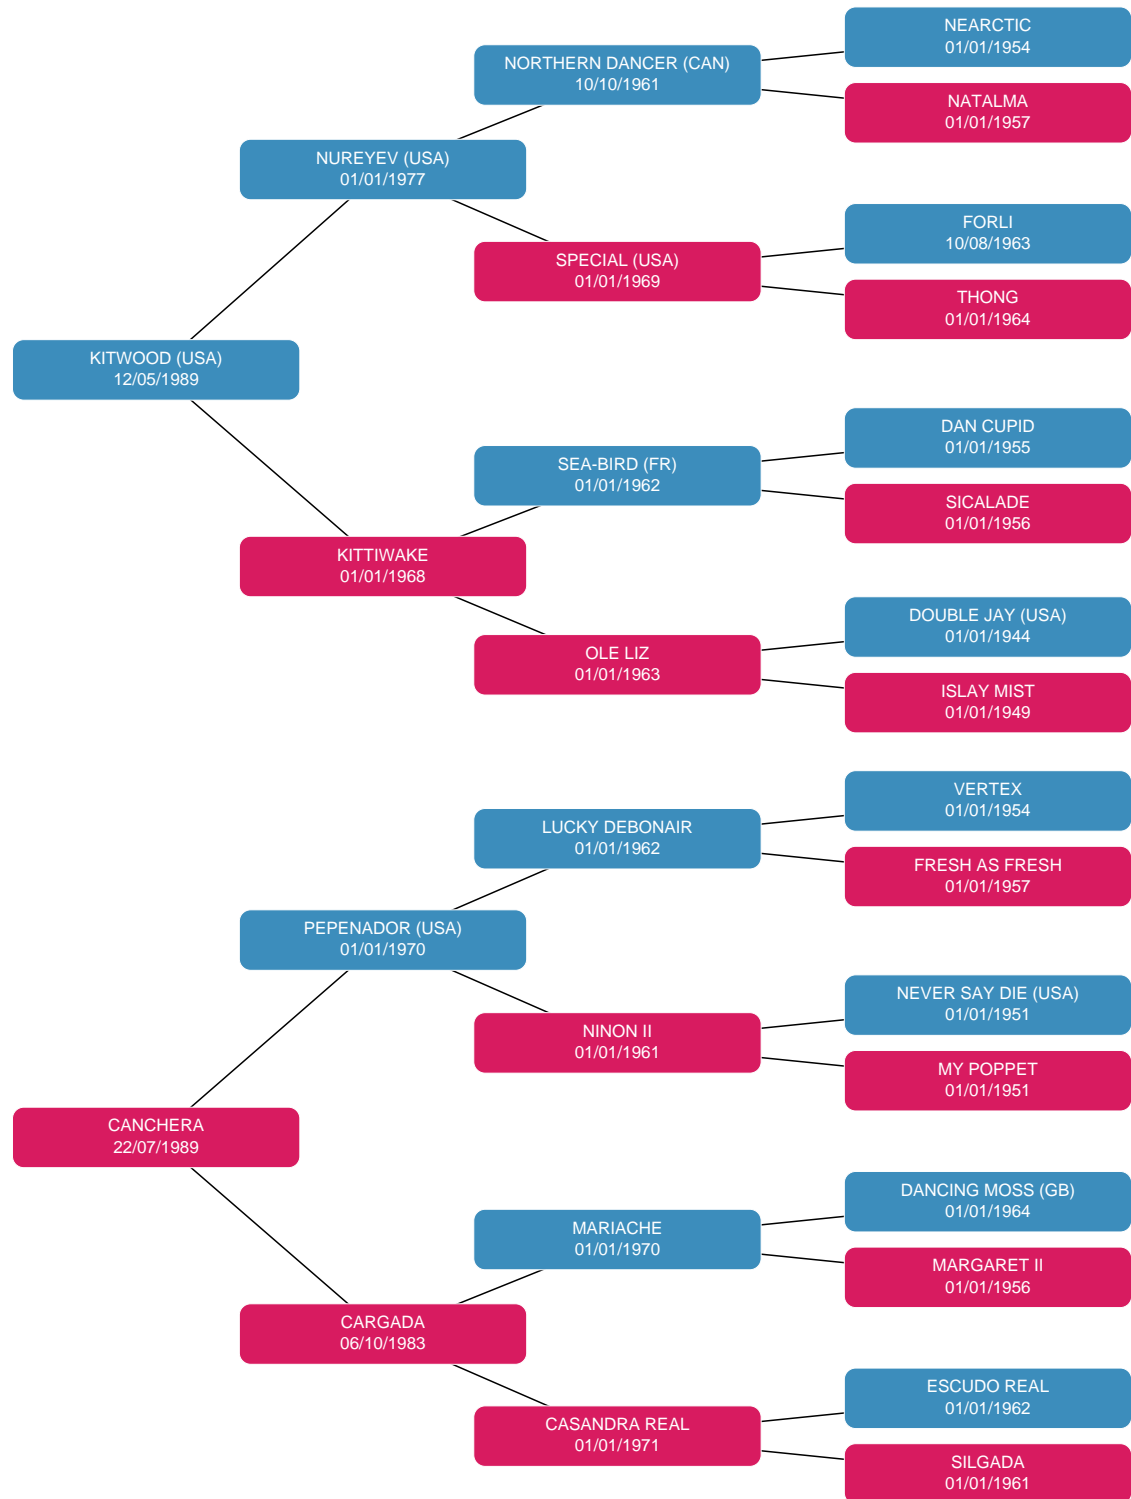 NEARCTIC
01/01/1954
NORTHERN DANCER (CAN)
10/10/1961
NATALMA
01/01/1957
NUREYEV (USA)
01/01/1977
FORLI
10/08/1963
SPECIAL (USA)
01/01/1969
THONG
01/01/1964
KITWOOD (USA)
12/05/1989
DAN CUPID
01/01/1955
SEA-BIRD (FR)
01/01/1962
SICALADE
01/01/1956
KITTIWAKE
01/01/1968
DOUBLE JAY (USA)
01/01/1944
OLE LIZ
01/01/1963
ISLAY MIST
01/01/1949
VERTEX
01/01/1954
LUCKY DEBONAIR
01/01/1962
FRESH AS FRESH
01/01/1957
PEPENADOR (USA)
01/01/1970
NEVER SAY DIE (USA)
01/01/1951
NINON II
01/01/1961
MY POPPET
01/01/1951
CANCHERA
22/07/1989
DANCING MOSS (GB)
01/01/1964
MARIACHE
01/01/1970
MARGARET II
01/01/1956
CARGADA
06/10/1983
ESCUDO REAL
01/01/1962
CASANDRA REAL
01/01/1971
SILGADA
01/01/1961